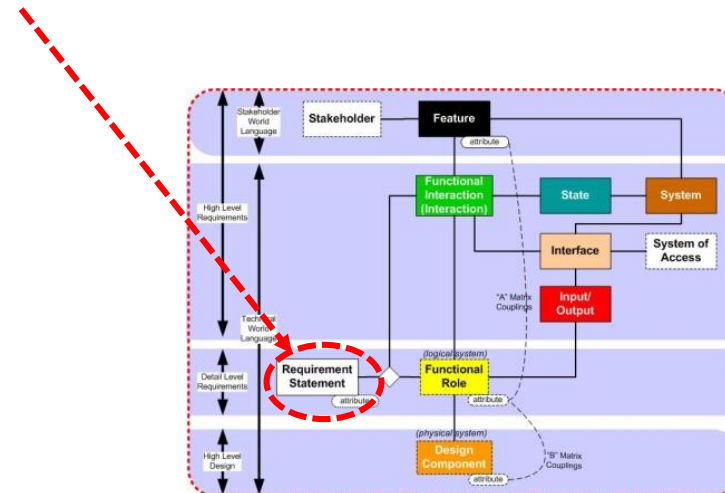 Stakeholder
World
Language
Stakeholder
Feature
attribute
High Level
Requirements
Functional
Interaction
(Interaction)
State
System
Interface
System of
Access
"A" Matrix
Couplings
Input/
Output
Technical
World
Language
(logical system)
Detail Level
Requirements
Requirement
Statement
attribute
Functional
Role
attribute
(physical system)
High Level
Design
Design
Component
attribute
"B" Matrix
Couplings